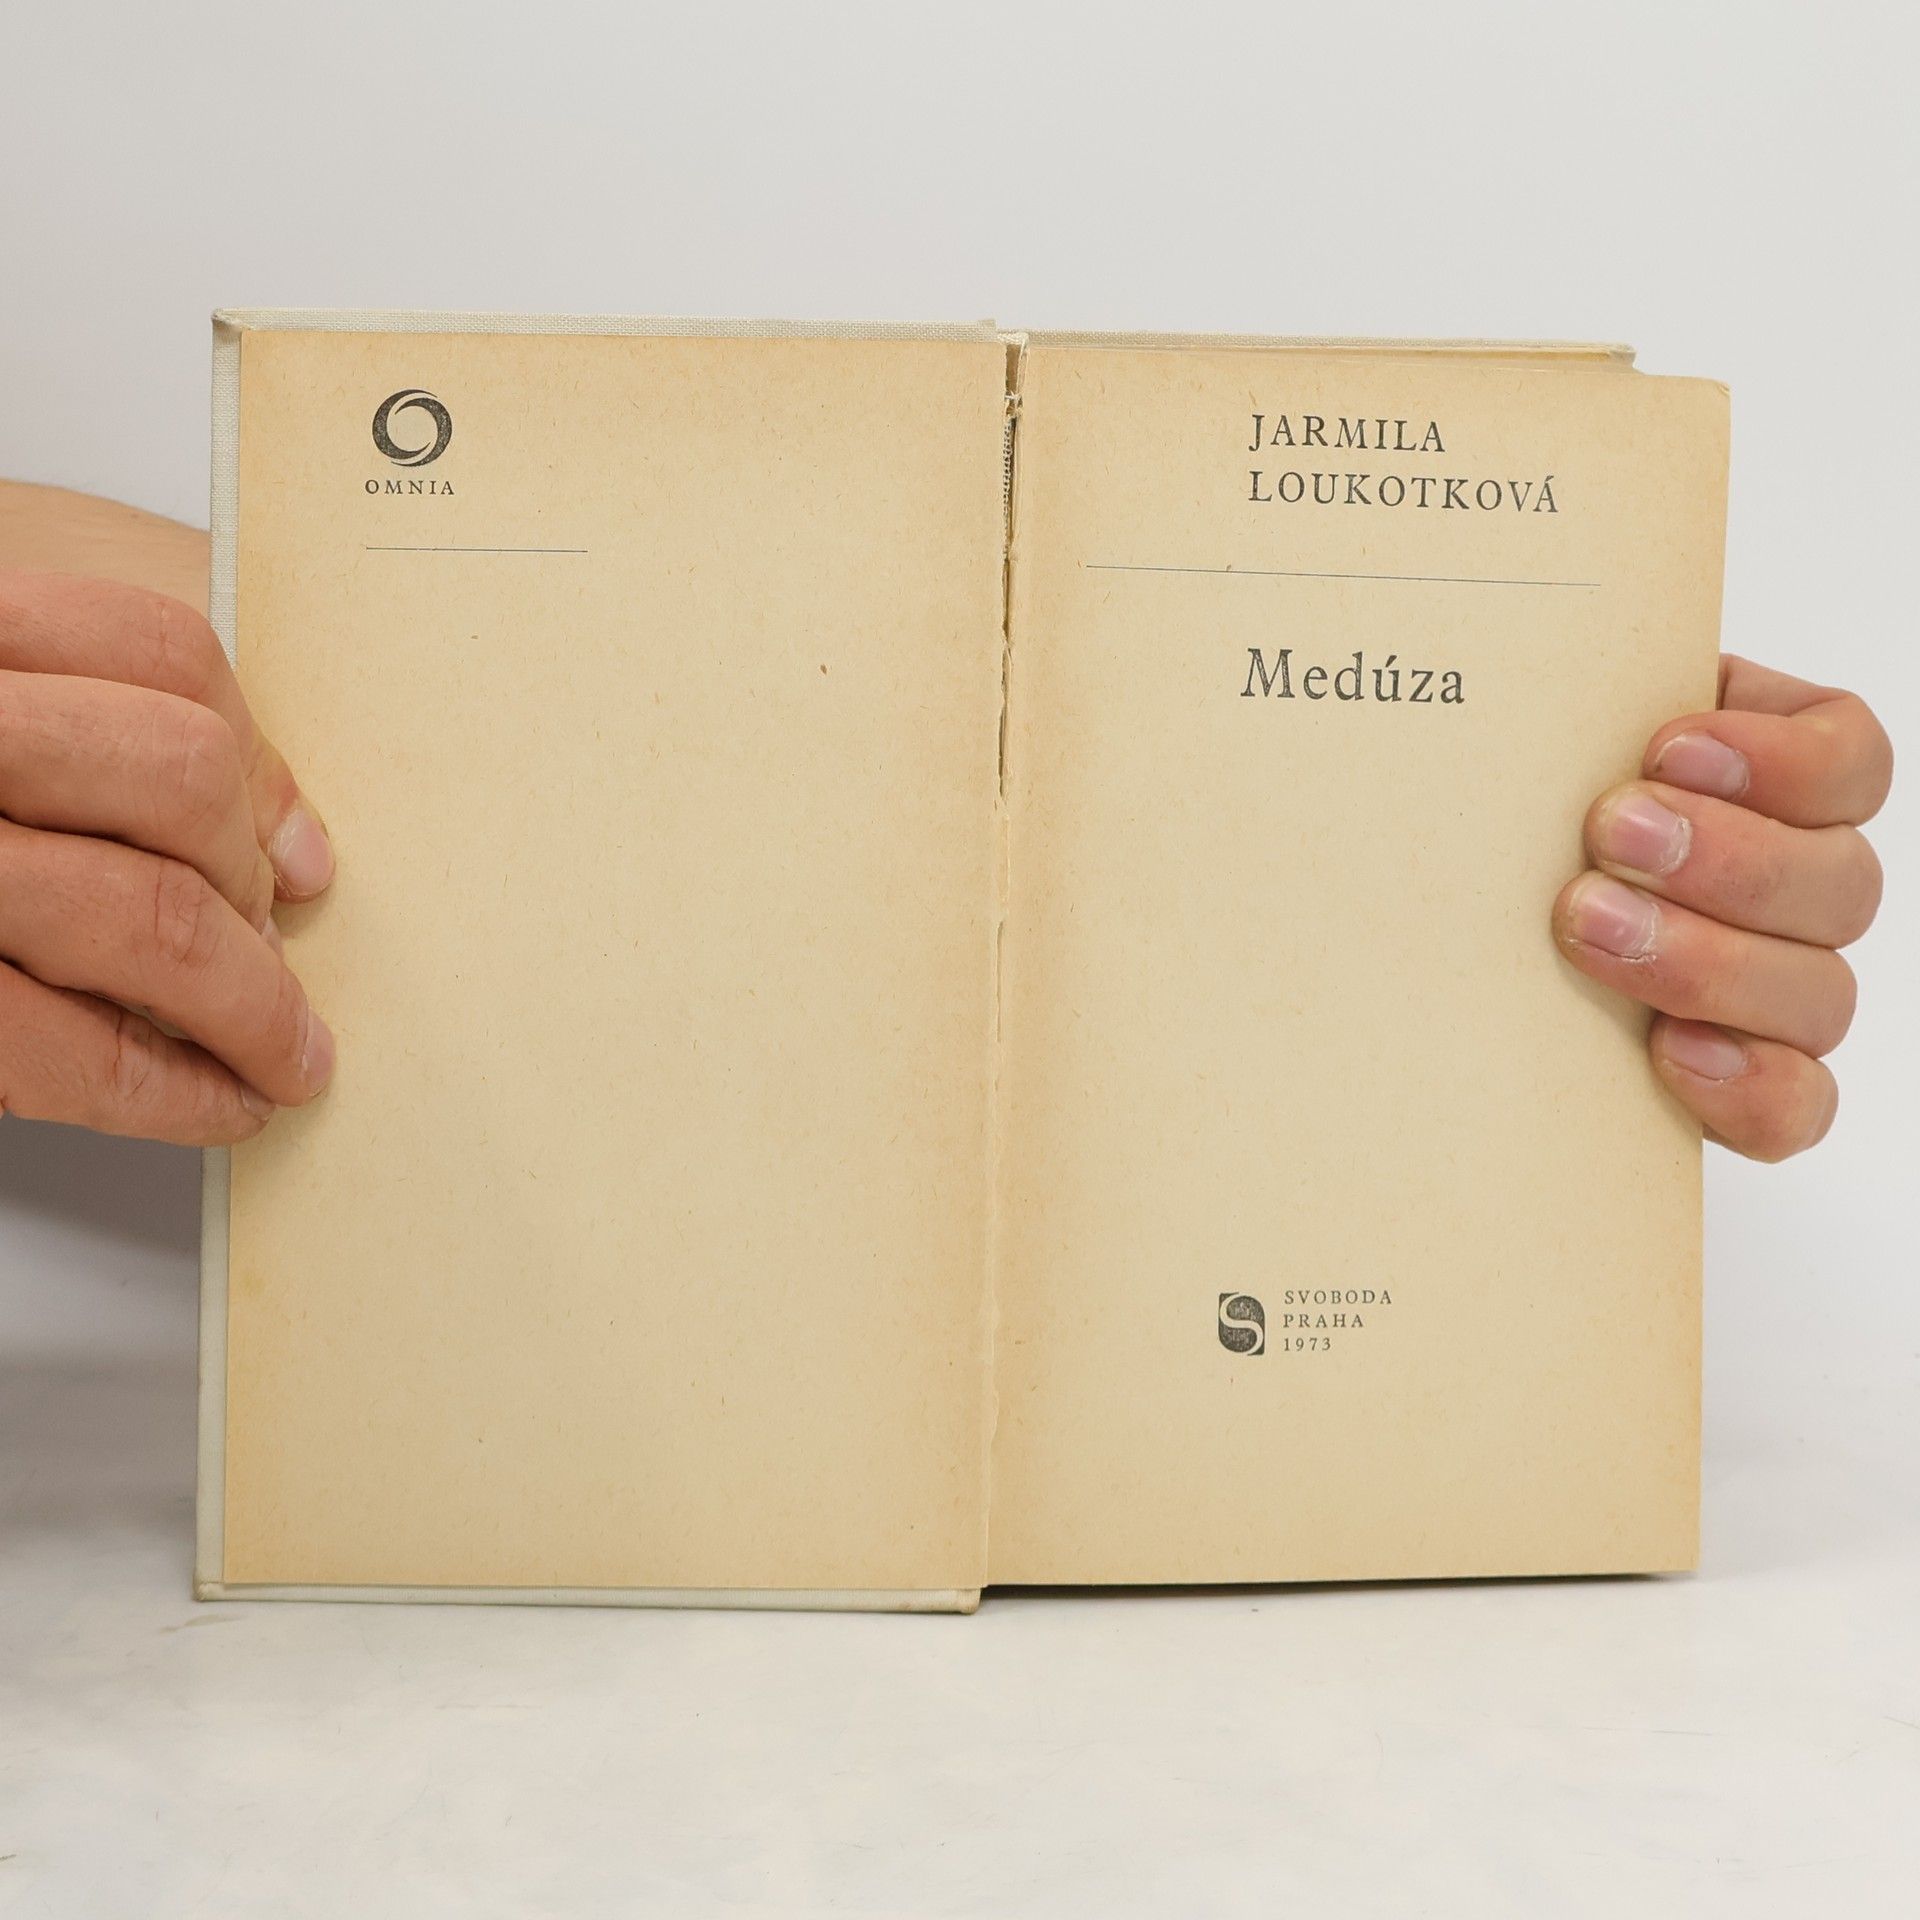 OMNIA
JARMILA
LOUKOTKOVÁ
Medúza
SVOBODA
PRAHA
1973